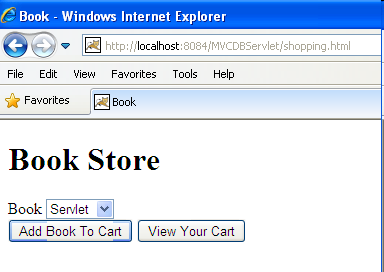 Book - Windows Internet Explorer
http://localhost:8084/MVCDBServlet/shopping.html
File Edit View Favorites Tools Help
Favorites Book
Book Store
Book Servlet
Add Book To Cart View Your Cart